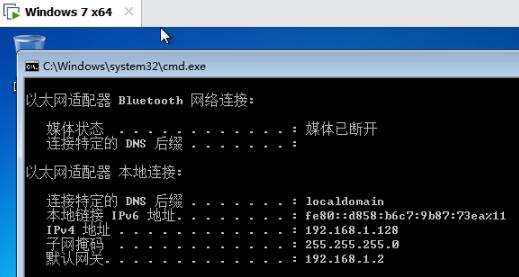 Windows 7 x64
C:\Windows\system32\cmd.exe
以太网适配器 Bluetooth 网络连接:
媒体状态 . . . . . . . . . . . . : 媒体已断开
连接特定的 DNS 后缀 . . . . . . . :
以太网适配器 本地连接:
连接特定的 DNS 后缀 . . . . . . . : localdomain
本地链接 IPv6 地址. . . . . . . . : fe80::d858:b6c7:9b87:73ea%11
IPv4 地址 . . . . . . . . . . . . : 192.168.1.128
子网掩码 . . . . . . . . . . . . : 255.255.255.0
默认网关. . . . . . . . . . . . . : 192.168.1.2